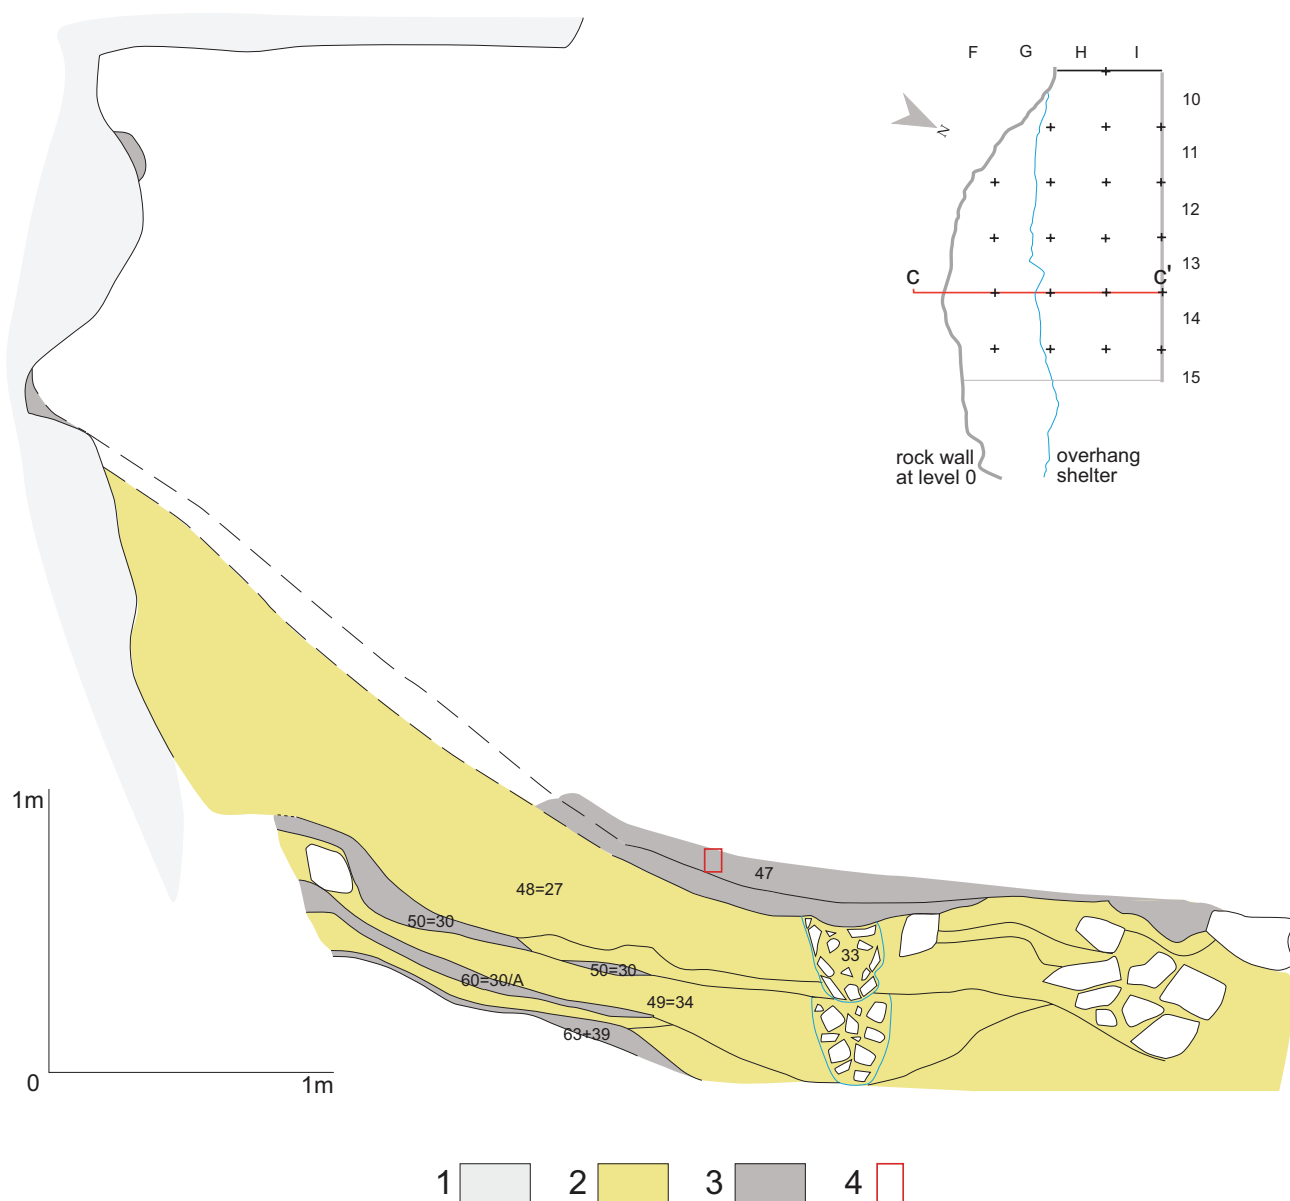 F G H I
10
N
11
12
13
C C'
14
15
rock wall
at level 0
overhang
shelter
1m
47
48=27
50=30
33
50=30
60=30/A
49=34
63+39
0
1m
1 2 3 4